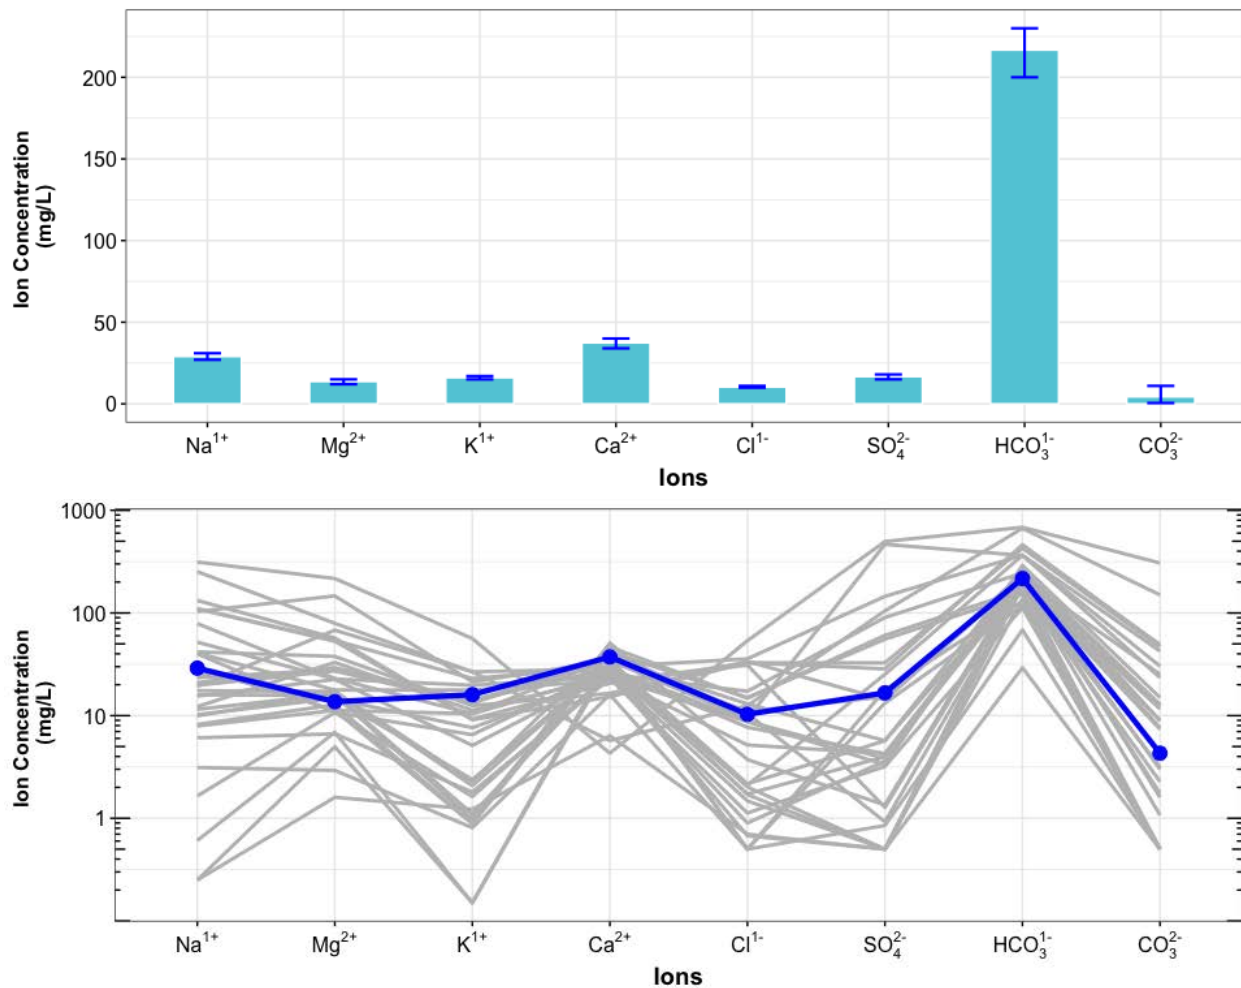 Ion Concentration
(mg/L)
200
150
100
50
0
Na¹⁺ Mg²⁺ K¹⁺ Ca²⁺ Cl¹⁻ SO₄²⁻ HCO₃¹⁻ CO₃²⁻
Ions
Ion Concentration
(mg/L)
1000
100
10
1
Na¹⁺ Mg²⁺ K¹⁺ Ca²⁺ Cl¹⁻ SO₄²⁻ HCO₃¹⁻ CO₃²⁻
Ions